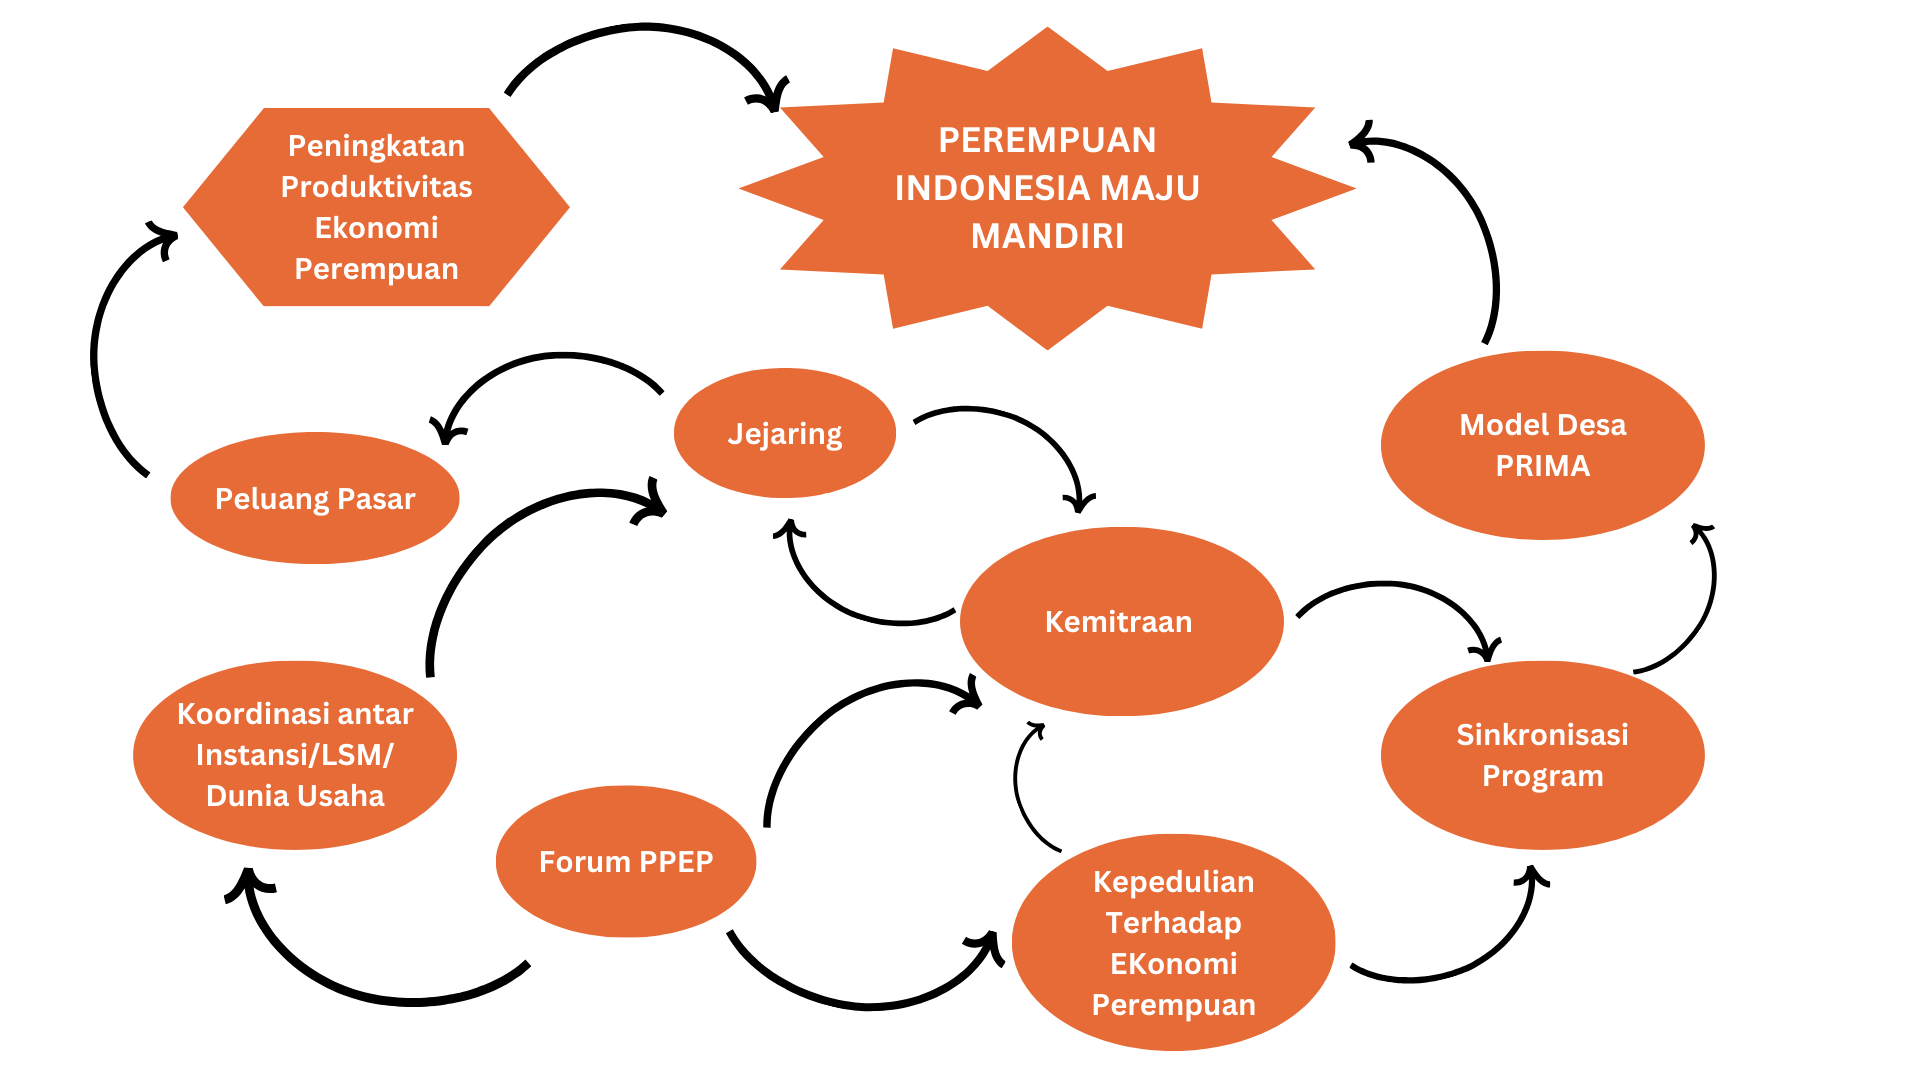 Peningkatan
Produktivitas
Ekonomi
Perempuan
PEREMPUAN
INDONESIA MAJU
MANDIRI
Jejaring
Model Desa
PRIMA
Peluang Pasar
Kemitraan
Koordinasi antar
Instansi/LSM/
Dunia Usaha
Sinkronisasi
Program
Forum PPEP
Kepedulian
Terhadap
EKonomi
Perempuan